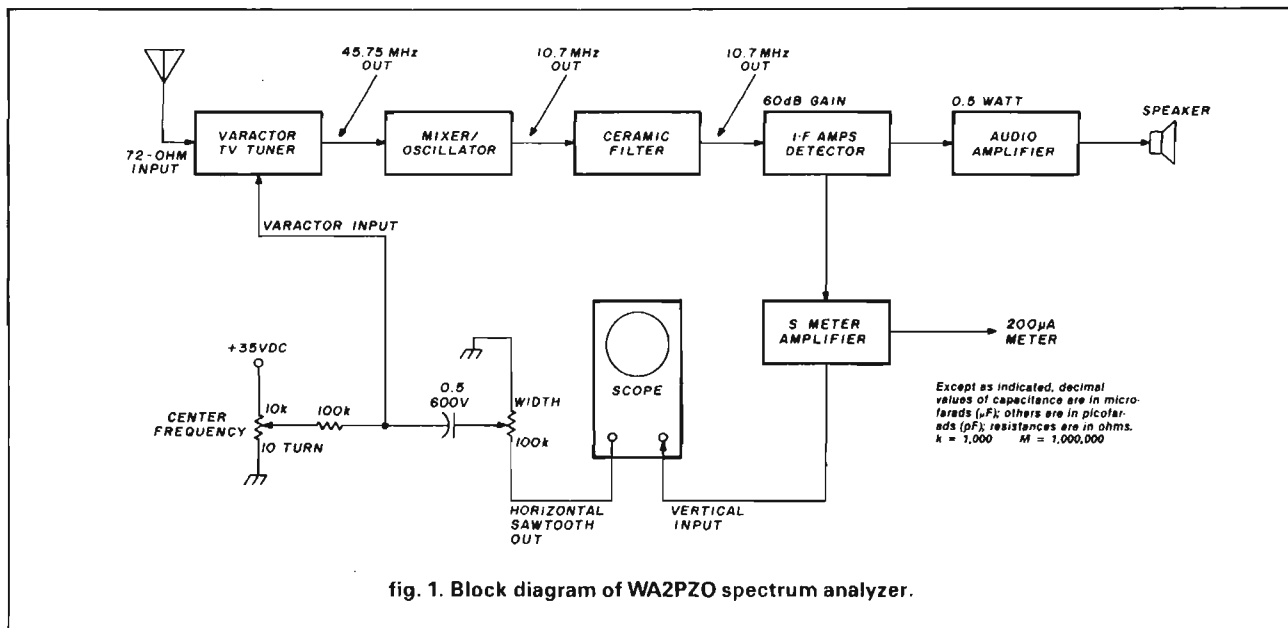 45.75 MHz
OUT
10.7 MHz
OUT
10.7 MHz
OUT
60dB GAIN
0.5 WATT
SPEAKER
72-OHM
INPUT
VARACTOR
TV TUNER
MIXER/
OSCILLATOR
CERAMIC
FILTER
I-F AMPS
DETECTOR
AUDIO
AMPLIFIER
VARACTOR INPUT
+35VDC
CENTER
FREQUENCY
10k
10 TURN
100k
0.5
600V
WIDTH
100k
SCOPE
HORIZONTAL
SAWTOOTH
OUT
VERTICAL
INPUT
S METER
AMPLIFIER
200µA
METER
Except as indicated, decimal
values of capacitance are in micro-
farads (µF); others are in picofar-
ads (pF); resistances are in ohms.
k = 1,000 M = 1,000,000
fig. 1. Block diagram of WA2PZO spectrum analyzer.